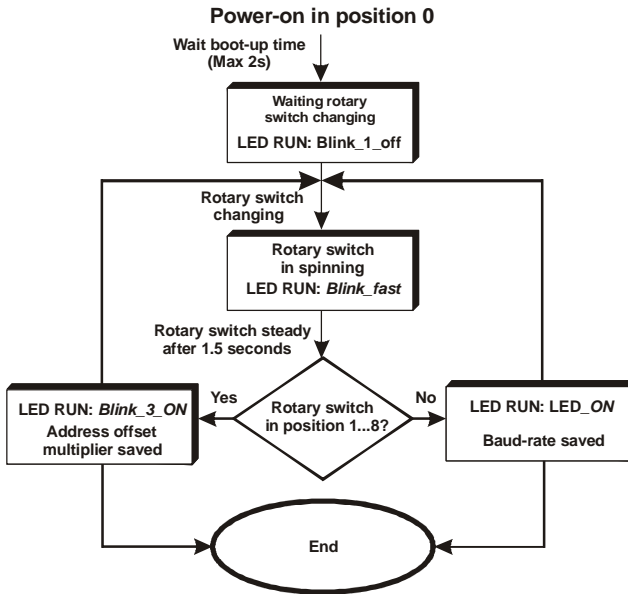 Power-on in position 0
Wait boot-up time
(Max 2s)
Waiting rotary
switch changing
LED RUN: Blink_1_off
Rotary switch
changing
Rotary switch
in spinning
LED RUN: Blink_fast
Rotary switch steady
after 1.5 seconds
Yes
No
LED RUN: Blink_3_ON
Address offset
multiplier saved
Rotary switch
in position 1...8?
LED RUN: LED_ON
Baud-rate saved
End